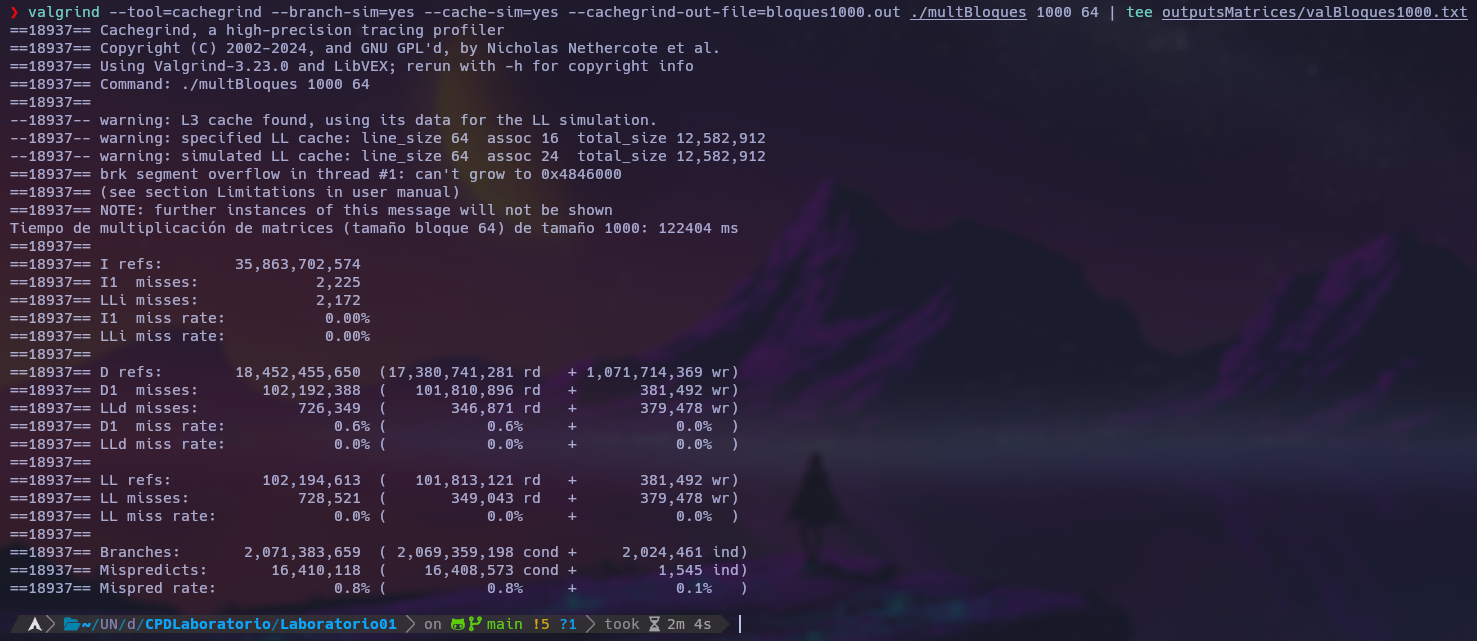 ❯ valgrind --tool=cachegrind --branch-sim=yes --cache-sim=yes --cachegrind-out-file=bloques1000.out ./multBloques 1000 64 | tee outputsMatrices/valBloques1000.txt
==18937== Cachegrind, a high-precision tracing profiler
==18937== Copyright (C) 2002-2024, and GNU GPL'd, by Nicholas Nethercote et al.
==18937== Using Valgrind-3.23.0 and LibVEX; rerun with -h for copyright info
==18937== Command: ./multBloques 1000 64
==18937==
--18937-- warning: L3 cache found, using its data for the LL simulation.
--18937-- warning: specified LL cache: line_size 64  assoc 16  total_size 12,582,912
--18937-- warning: simulated LL cache: line_size 64  assoc 24  total_size 12,582,912
==18937== brk segment overflow in thread #1: can't grow to 0x4846000
==18937== (see section Limitations in user manual)
==18937== NOTE: further instances of this message will not be shown
Tiempo de multiplicación de matrices (tamaño bloque 64) de tamaño 1000: 122404 ms
==18937==
==18937== I refs:        35,863,702,574
==18937== I1  misses:             2,225
==18937== LLi misses:             2,172
==18937== I1  miss rate:           0.00%
==18937== LLi miss rate:           0.00%
==18937==
==18937== D refs:        18,452,455,650  (17,380,741,281 rd   + 1,071,714,369 wr)
==18937== D1  misses:       102,192,388  (   101,810,896 rd   +       381,492 wr)
==18937== LLd misses:           726,349  (       346,871 rd   +       379,478 wr)
==18937== D1  miss rate:            0.6% (           0.6%     +           0.0%  )
==18937== LLd miss rate:            0.0% (           0.0%     +           0.0%  )
==18937==
==18937== LL refs:          102,194,613  (   101,813,121 rd   +       381,492 wr)
==18937== LL misses:            728,521  (       349,043 rd   +       379,478 wr)
==18937== LL miss rate:             0.0% (           0.0%     +           0.0%  )
==18937==
==18937== Branches:       2,071,383,659  ( 2,069,359,198 cond +     2,024,461 ind)
==18937== Mispredicts:       16,410,118  (    16,408,573 cond +         1,545 ind)
==18937== Mispred rate:             0.8% (           0.8%     +           0.1%   )
~/UN/d/CPDLaboratorio/Laboratorio01 on main !5 ?1 took 2m 4s